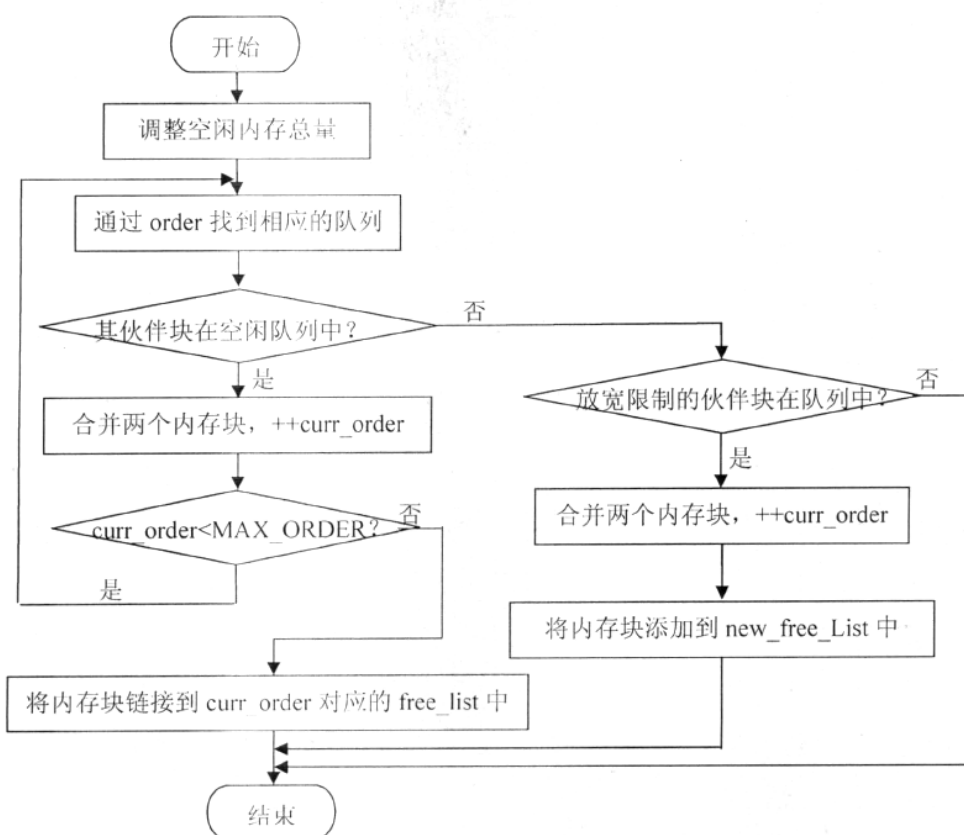 开始
调整空闲内存总量
通过 order 找到相应的队列
其伙伴块在空闲队列中？
否
是
合并两个内存块，++curr_order
curr_order<MAX_ORDER？
否
是
将内存块链接到 curr_order 对应的 free_list 中
放宽限制的伙伴块在队列中？
否
是
合并两个内存块，++curr_order
将内存块添加到 new_free_List 中
结束